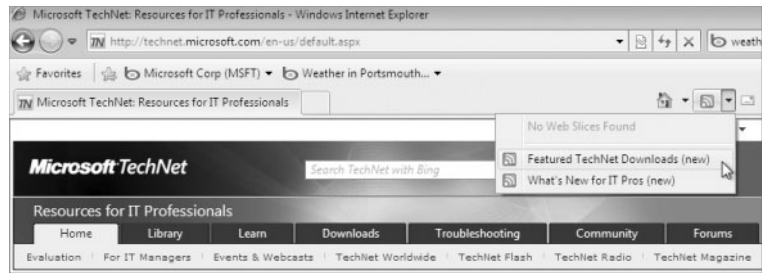 Microsoft TechNet: Resources for IT Professionals - Windows Internet Explorer
TN http://technet.microsoft.com/en-us/default.aspx
b weath
Favorites b Microsoft Corp (MSFT) b Weather in Portsmouth...
TN Microsoft TechNet: Resources for IT Professionals
No Web Slices Found
Featured TechNet Downloads (new)
What's New for IT Pros (new)
Microsoft TechNet
Search TechNet with Bing
Resources for IT Professionals
Home Library Learn Downloads Troubleshooting Community Forums
Evaluation For IT Managers Events & Webcasts TechNet Worldwide TechNet Flash TechNet Radio TechNet Magazine